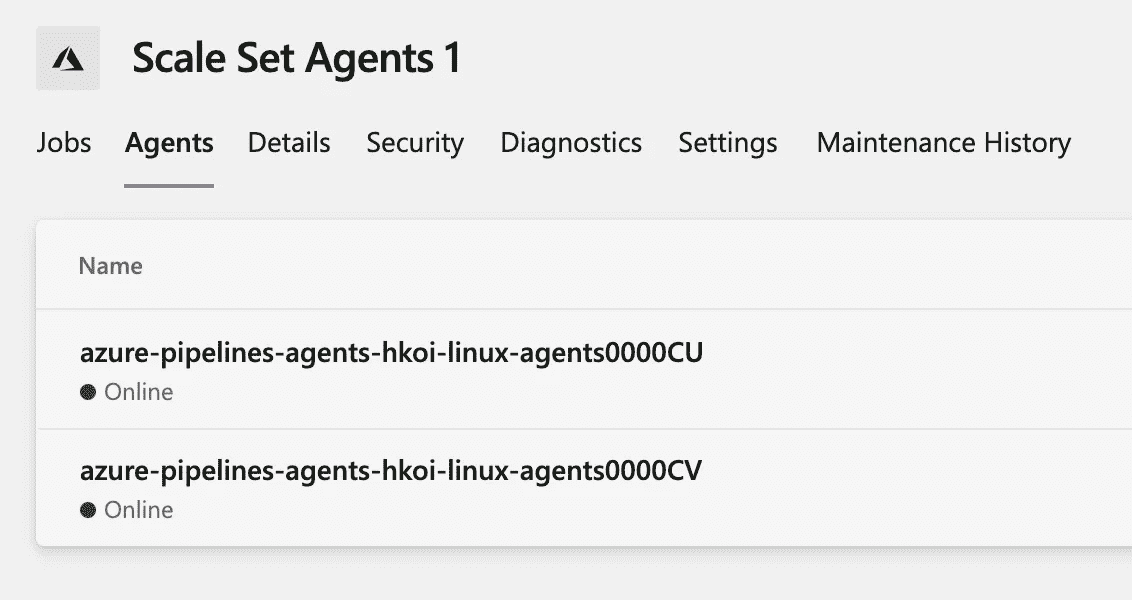 Scale Set Agents 1
Jobs Agents Details Security Diagnostics Settings Maintenance History
Name
azure-pipelines-agents-hkoi-linux-agents0000CU
Online
azure-pipelines-agents-hkoi-linux-agents0000CV
Online